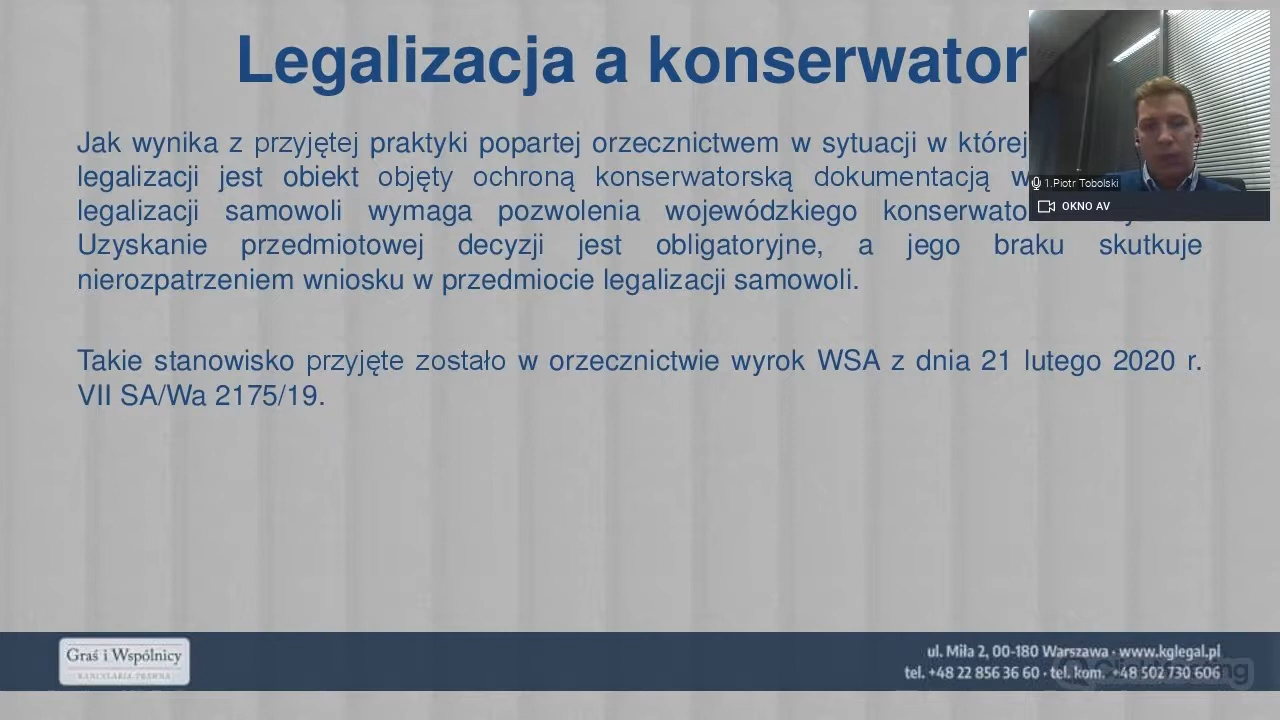 Legalizacja a konserwator
Jak wynika z przyjętej praktyki popartej orzecznictwem w sytuacji w której
legalizacji jest obiekt objęty ochroną konserwatorską dokumentacją
legalizacji samowoli wymaga pozwolenia wojewódzkiego
Uzyskanie przedmiotowej decyzji jest obligatoryjne, a jego braku skutkuje
nierozpatrzeniem wniosku w przedmiocie legalizacji samowoli.
Takie stanowisko przyjęte zostało w orzecznictwie wyrok WSA z dnia 21 lutego 2020 r.
VII SA/Wa 2175/19.
1.Piotr Tobolski
OKNO AV
Graś i Wspólnicy
KANCELARIA PRAWNA
ul. Miła 2, 00-180 Warszawa · www.kglegal.pl
tel. +48 22 856 36 60 · tel. kom. +48 502 730 606